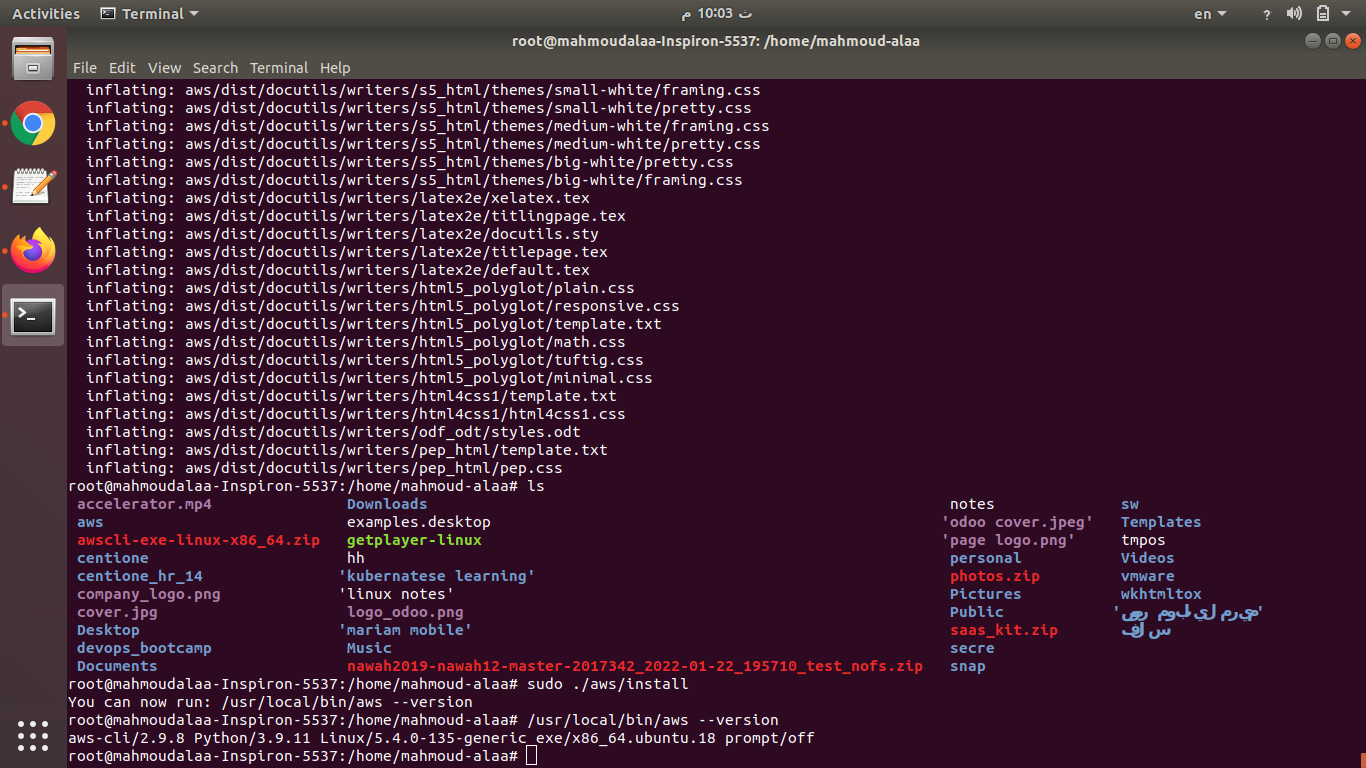 Activities Terminal ث 10:03 م en ?
root@mahmoudalaa-Inspiron-5537: /home/mahmoud-alaa
File Edit View Search Terminal Help
inflating: aws/dist/docutils/writers/s5_html/themes/small-white/framing.css
inflating: aws/dist/docutils/writers/s5_html/themes/small-white/pretty.css
inflating: aws/dist/docutils/writers/s5_html/themes/medium-white/framing.css
inflating: aws/dist/docutils/writers/s5_html/themes/medium-white/pretty.css
inflating: aws/dist/docutils/writers/s5_html/themes/big-white/pretty.css
inflating: aws/dist/docutils/writers/s5_html/themes/big-white/framing.css
inflating: aws/dist/docutils/writers/latex2e/xelatex.tex
inflating: aws/dist/docutils/writers/latex2e/titlingpage.tex
inflating: aws/dist/docutils/writers/latex2e/docutils.sty
inflating: aws/dist/docutils/writers/latex2e/titlepage.tex
inflating: aws/dist/docutils/writers/latex2e/default.tex
inflating: aws/dist/docutils/writers/html5_polyglot/plain.css
inflating: aws/dist/docutils/writers/html5_polyglot/responsive.css
inflating: aws/dist/docutils/writers/html5_polyglot/template.txt
inflating: aws/dist/docutils/writers/html5_polyglot/math.css
inflating: aws/dist/docutils/writers/html5_polyglot/tuftig.css
inflating: aws/dist/docutils/writers/html5_polyglot/minimal.css
inflating: aws/dist/docutils/writers/html4css1/template.txt
inflating: aws/dist/docutils/writers/html4css1/html4css1.css
inflating: aws/dist/docutils/writers/odf_odt/styles.odt
inflating: aws/dist/docutils/writers/pep_html/template.txt
inflating: aws/dist/docutils/writers/pep_html/pep.css
root@mahmoudalaa-Inspiron-5537:/home/mahmoud-alaa# ls
accelerator.mp4 Downloads notes sw
aws examples.desktop 'odoo cover.jpeg' Templates
awscli-exe-linux-x86_64.zip getplayer-linux 'page logo.png' tmpos
centione hh personal Videos
centione_hr_14 'kubernatese learning' photos.zip vmware
company_logo.png 'linux notes' Pictures wkhtmltox
cover.jpg logo_odoo.png Public
Desktop 'mariam mobile' saas_kit.zip
devops_bootcamp Music secre
Documents nawah2019-nawah12-master-2017342_2022-01-22_195710_test_nofs.zip snap
root@mahmoudalaa-Inspiron-5537:/home/mahmoud-alaa# sudo ./aws/install
You can now run: /usr/local/bin/aws --version
root@mahmoudalaa-Inspiron-5537:/home/mahmoud-alaa# /usr/local/bin/aws --version
aws-cli/2.9.8 Python/3.9.11 Linux/5.4.0-135-generic exe/x86_64.ubuntu.18 prompt/off
root@mahmoudalaa-Inspiron-5537:/home/mahmoud-alaa#